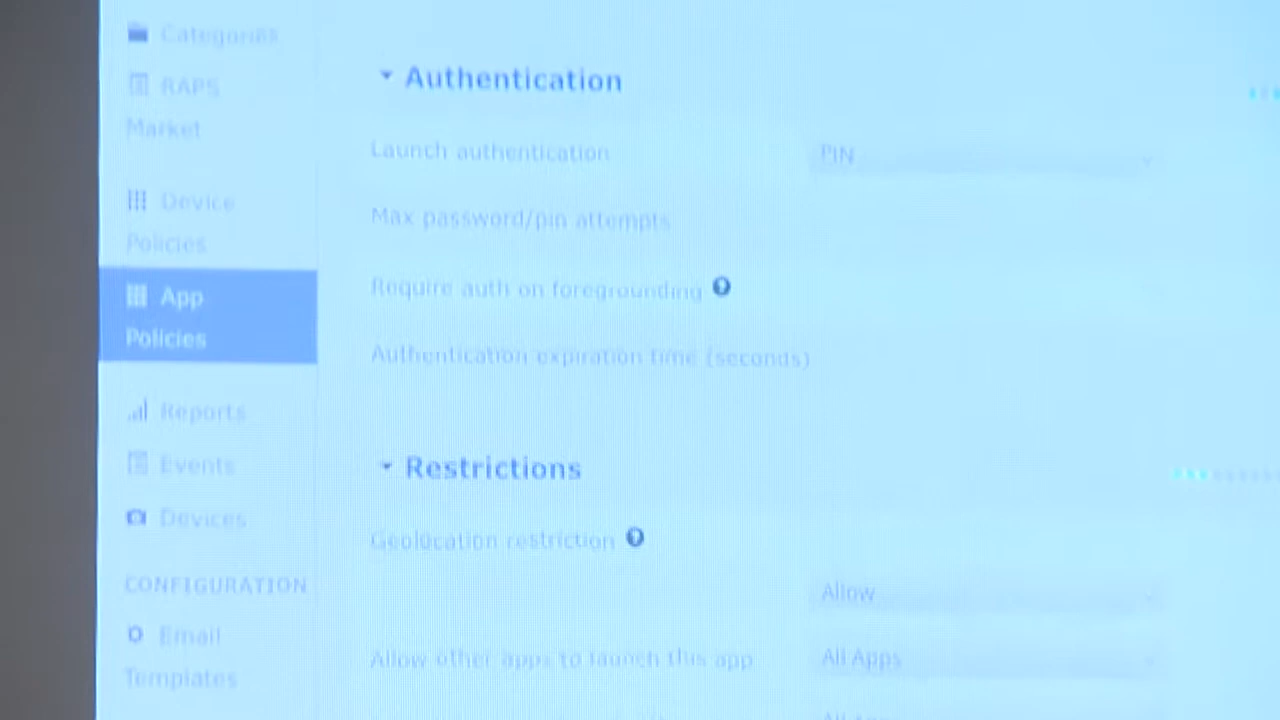 Categories
RAPS
Market
Device
Policies
App
Policies
Reports
Events
Devices
CONFIGURATION
Email
Templates
Authentication
Launch authentication PIN
Max password/pin attempts
Require auth on foregrounding
Authentication expiration time (seconds)
Restrictions
Geolocation restriction
Allow
Allow other apps to launch this app All Apps
All Apps